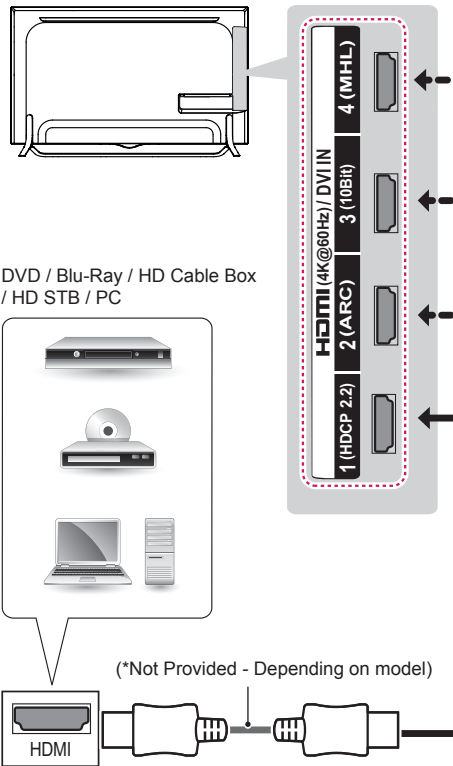 4 (MHL)
3 (10Bit)
HDMI (4K@60Hz) / DVI IN
2 (ARC)
1 (HDCP 2.2)
DVD / Blu-Ray / HD Cable Box
/ HD STB / PC
(*Not Provided - Depending on model)
HDMI